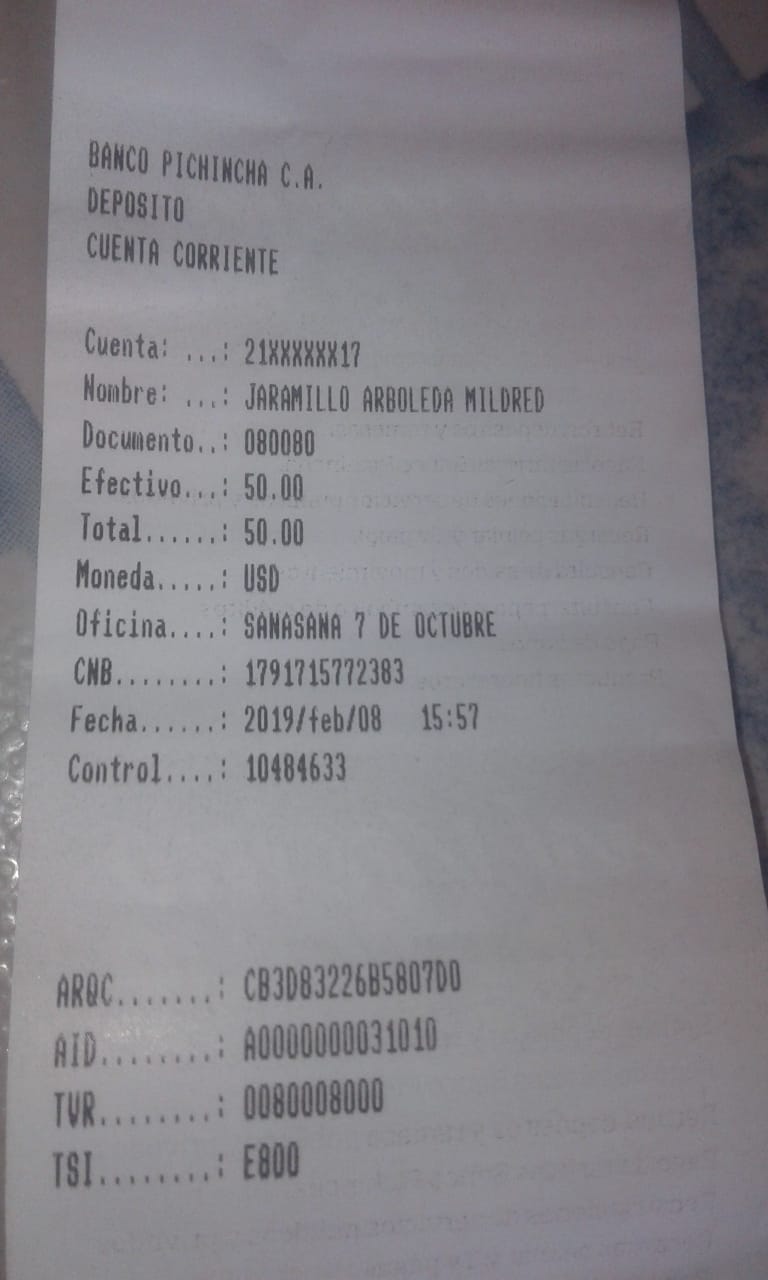 BANCO PICHINCHA C.A.
DEPOSITO
CUENTA CORRIENTE
Cuenta: ...: 21XXXXXX17
Nombre: ...: JARAMILLO ARBOLEDA MILDRED
Documento..: 080080
Efectivo...: 50.00
Total......: 50.00
Moneda.....: USD
Oficina....: SANASANA 7 DE OCTUBRE
CNB........: 1791715772383
Fecha......: 2019/feb/08 15:57
Control....: 10484633
ARQC.......: CB3D83226B5807D0
AID........: A0000000031010
TVR........: 0080008000
TSI........: E800